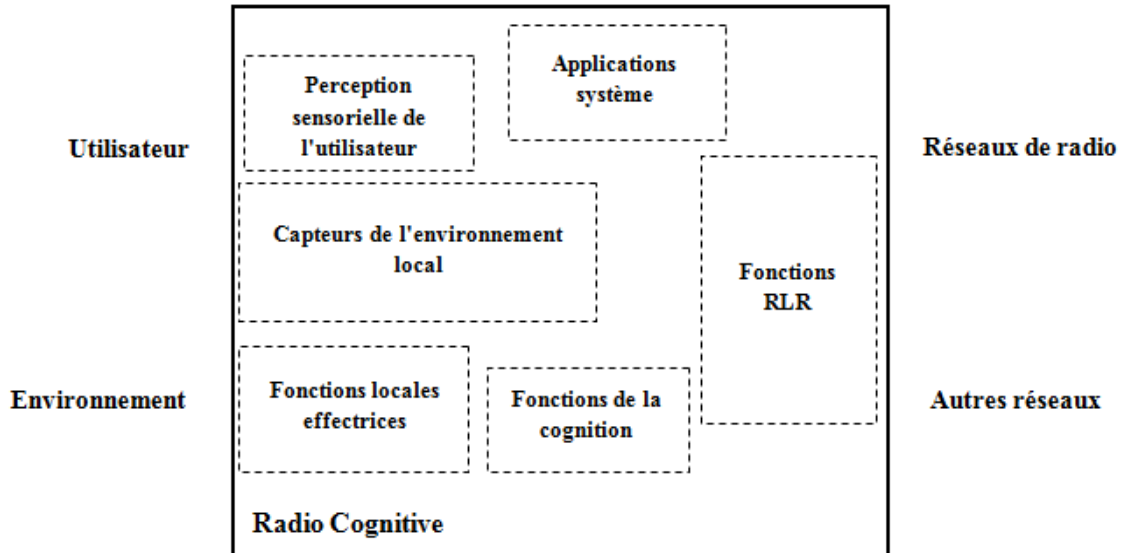 Utilisateur
Environnement
Perception
sensorielle de
l'utilisateur
Applications
système
Capteurs de l'environnement
local
Fonctions
RLR
Fonctions locales
effectrices
Fonctions de la
cognition
Radio Cognitive
Réseaux de radio
Autres réseaux